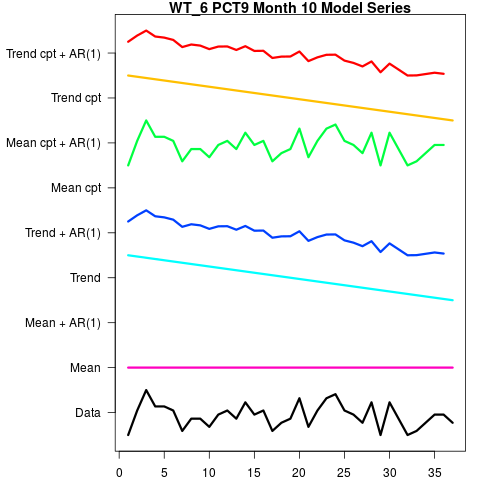 WT_6 PCT9 Month 10 Model Series
Trend cpt + AR(1)
Trend cpt
Mean cpt + AR(1)
Mean cpt
Trend + AR(1)
Trend
Mean + AR(1)
Mean
Data
0 5 10 15 20 25 30 35